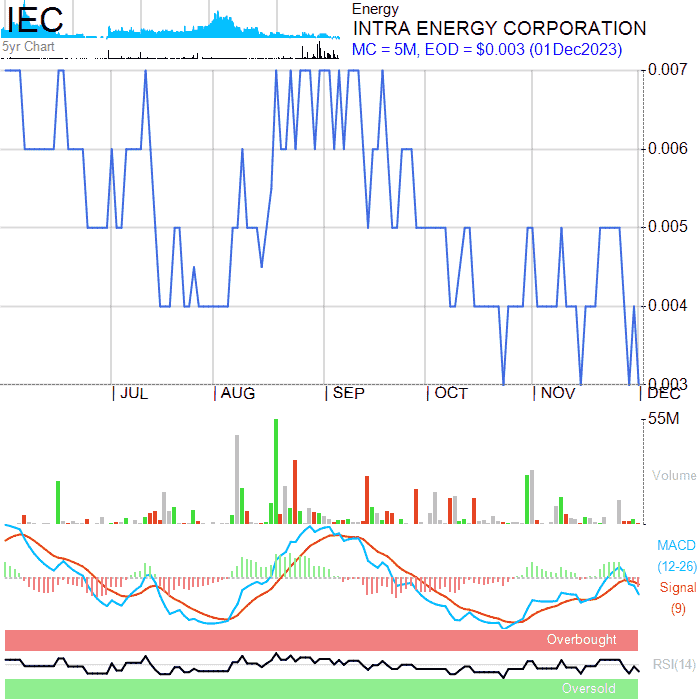 IEC
5yr Chart
Energy
INTRA ENERGY CORPORATION
MC = 5M, EOD = $0.003 (01Dec2023)
0.007
0.006
0.005
0.004
0.003
JUL AUG SEP OCT NOV DEC
55M
Volume
MACD
(12-26)
Signal
(9)
Overbought
RSI(14)
Oversold